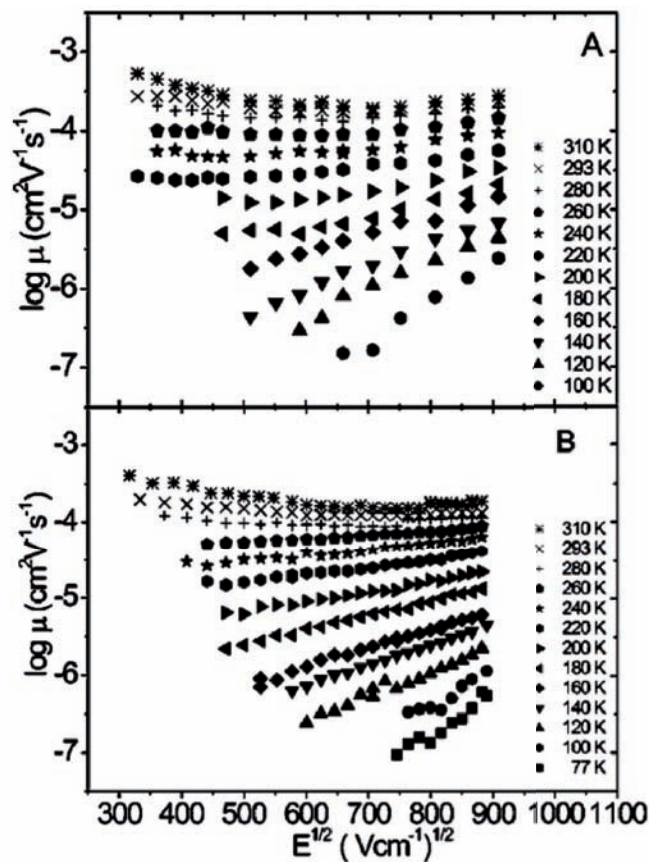 A
-3
-4
-5
-6
-7
log μ (cm²V⁻¹s⁻¹)
310 K
293 K
280 K
260 K
240 K
220 K
200 K
180 K
160 K
140 K
120 K
100 K
B
-3
-4
-5
-6
-7
log μ (cm²V⁻¹s⁻¹)
310 K
293 K
280 K
260 K
240 K
220 K
200 K
180 K
160 K
140 K
120 K
100 K
77 K
300 400 500 600 700 800 900 1000 1100
E^1/2 ( Vcm⁻¹)^1/2